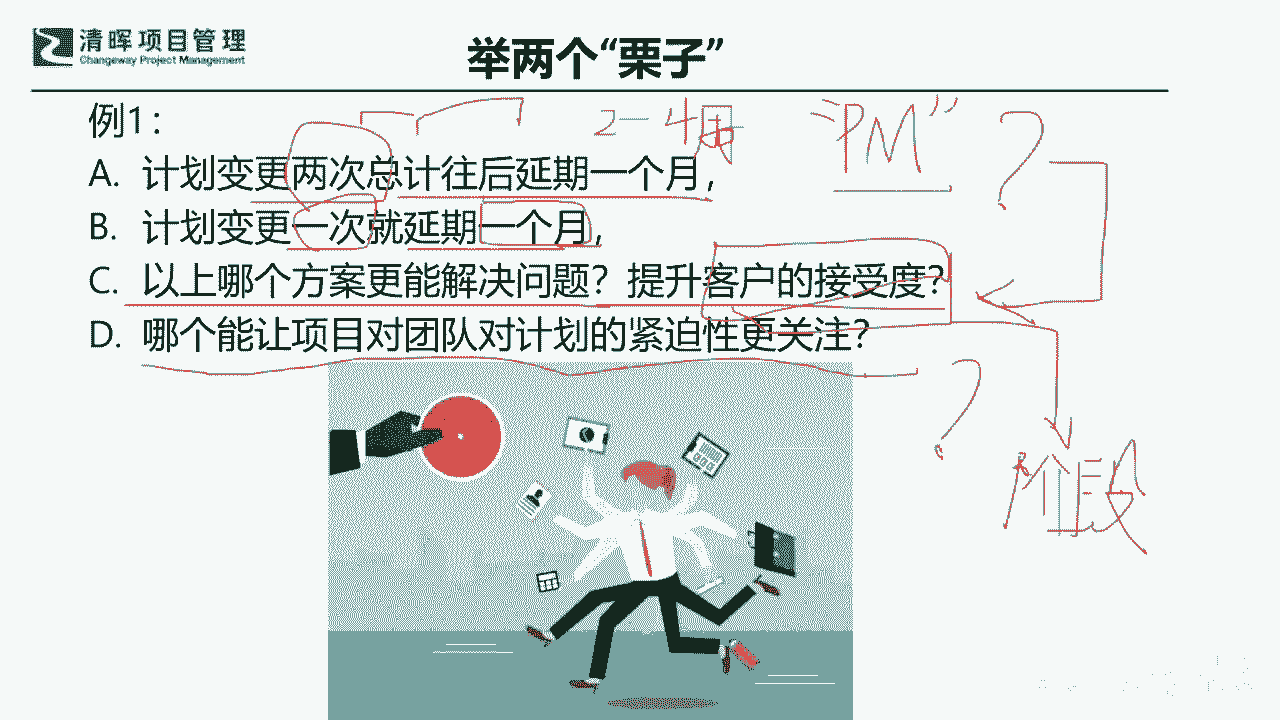 清晖项目管理
Changeway Project Management
举两个“栗子”
例1：
2—4周 “PM” ?
A. 计划变更两次总计往后延期一个月，
B. 计划变更一次就延期一个月，
C. 以上哪个方案更能解决问题？提升客户的接受度？
D. 哪个能让项目对团队对计划的紧迫性更关注？
?
阶段